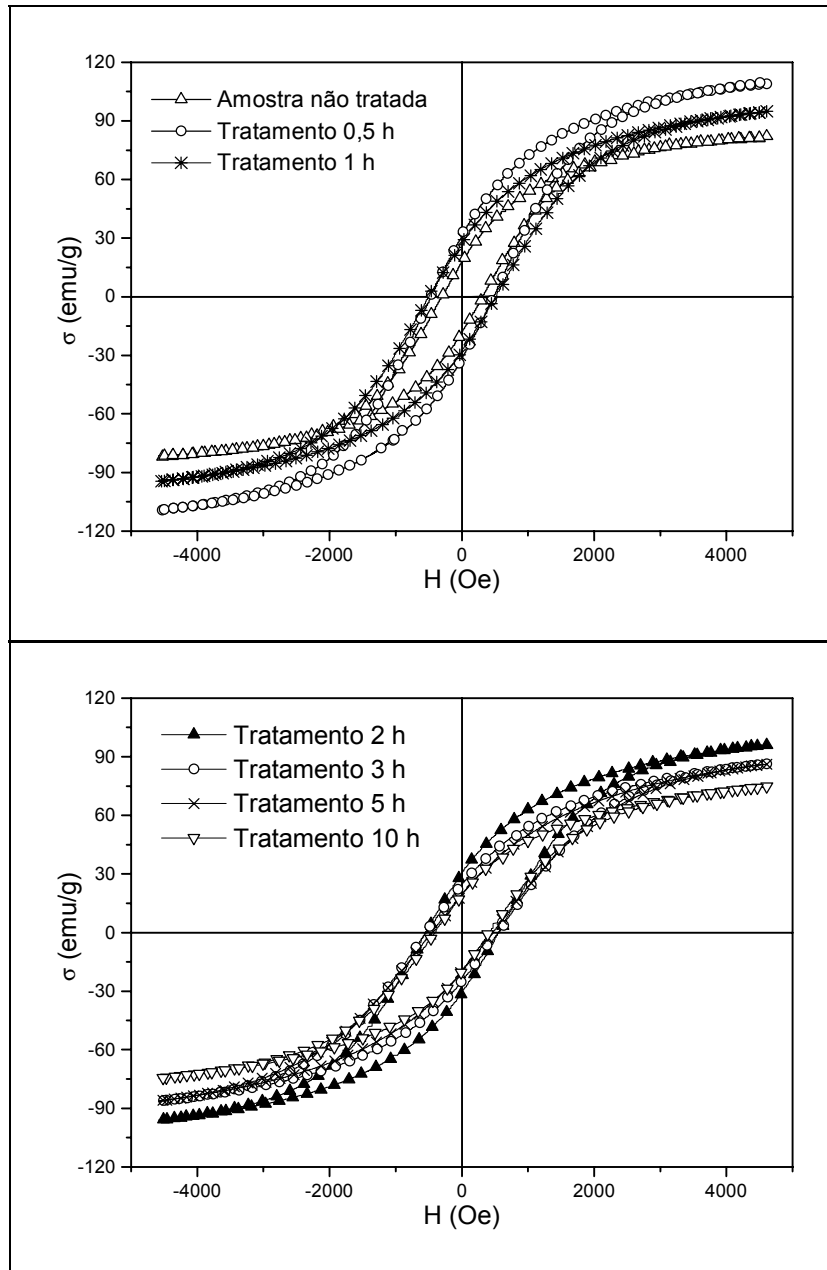 120
90
60
30
0
-30
-60
-90
-120
σ (emu/g)
Amostra não tratada
Tratamento 0,5 h
Tratamento 1 h
-4000 -2000 0 2000 4000
H (Oe)
120
90
60
30
0
-30
-60
-90
-120
σ (emu/g)
Tratamento 2 h
Tratamento 3 h
Tratamento 5 h
Tratamento 10 h
-4000 -2000 0 2000 4000
H (Oe)